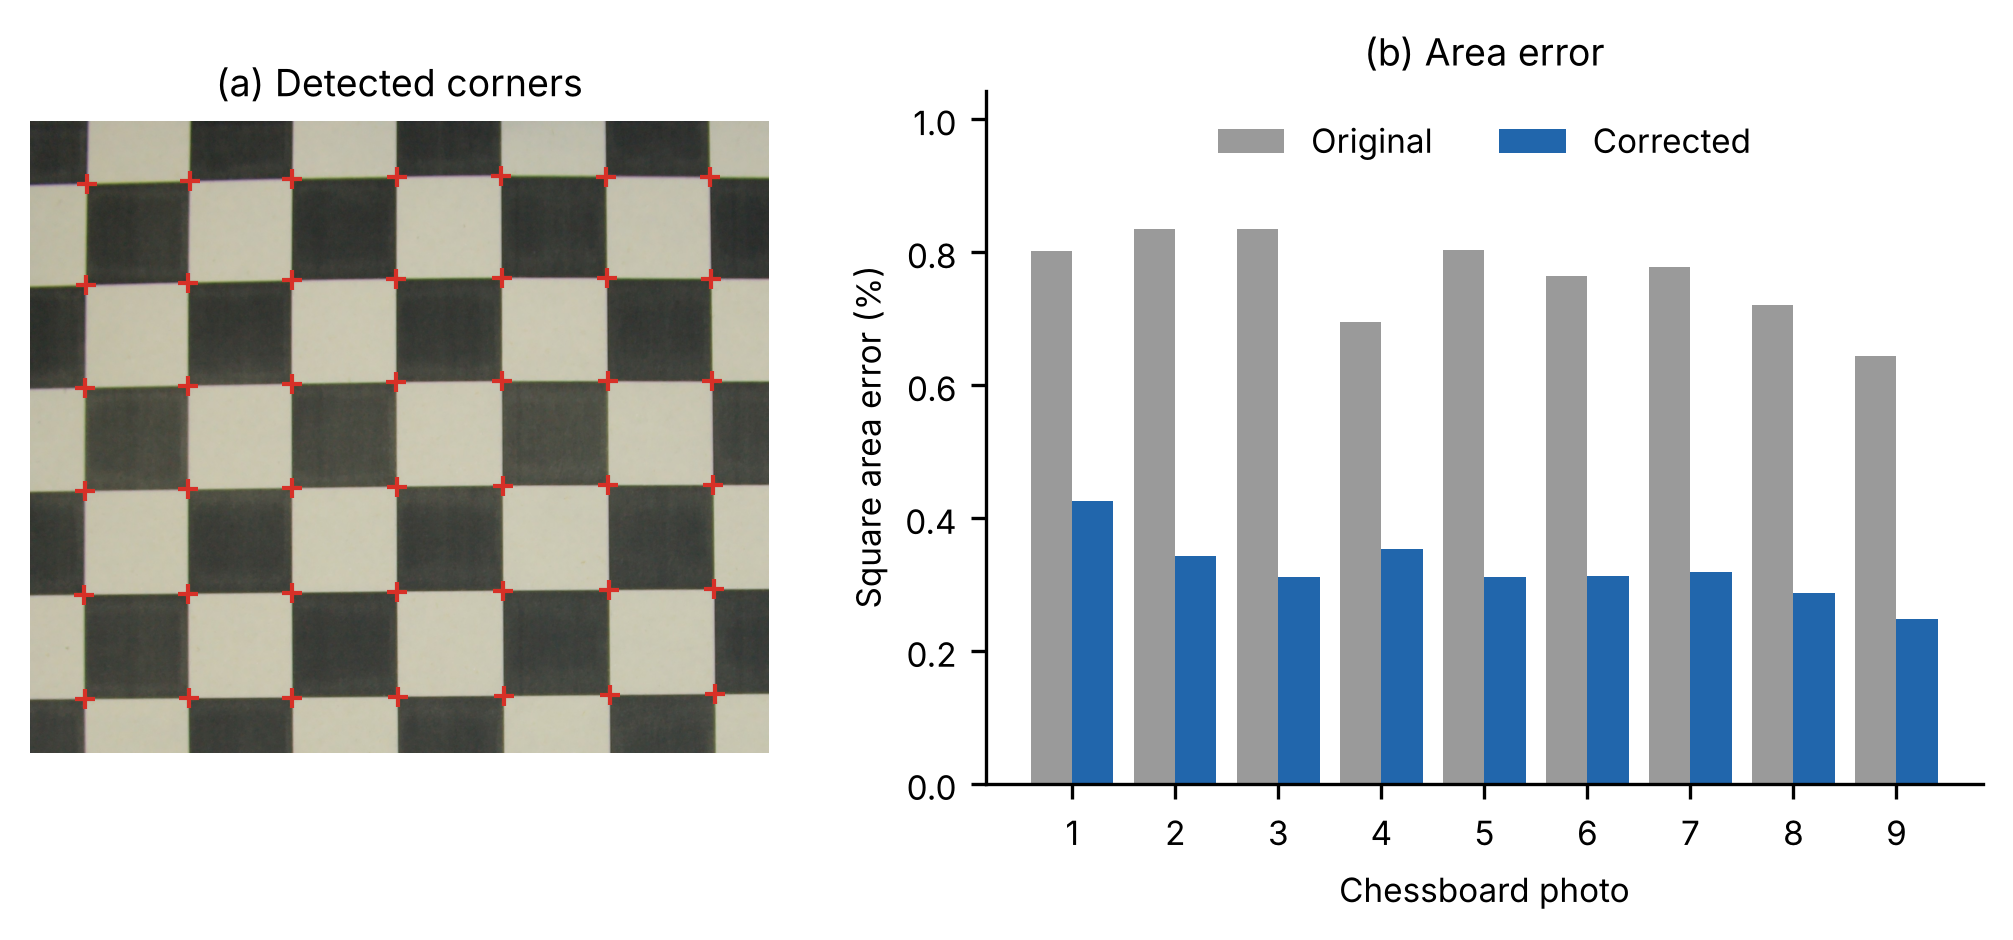 (a) Detected corners
(b) Area error
Original
Corrected
Square area error (%)
1.0
0.8
0.6
0.4
0.2
0.0
1 2 3 4 5 6 7 8 9
Chessboard photo